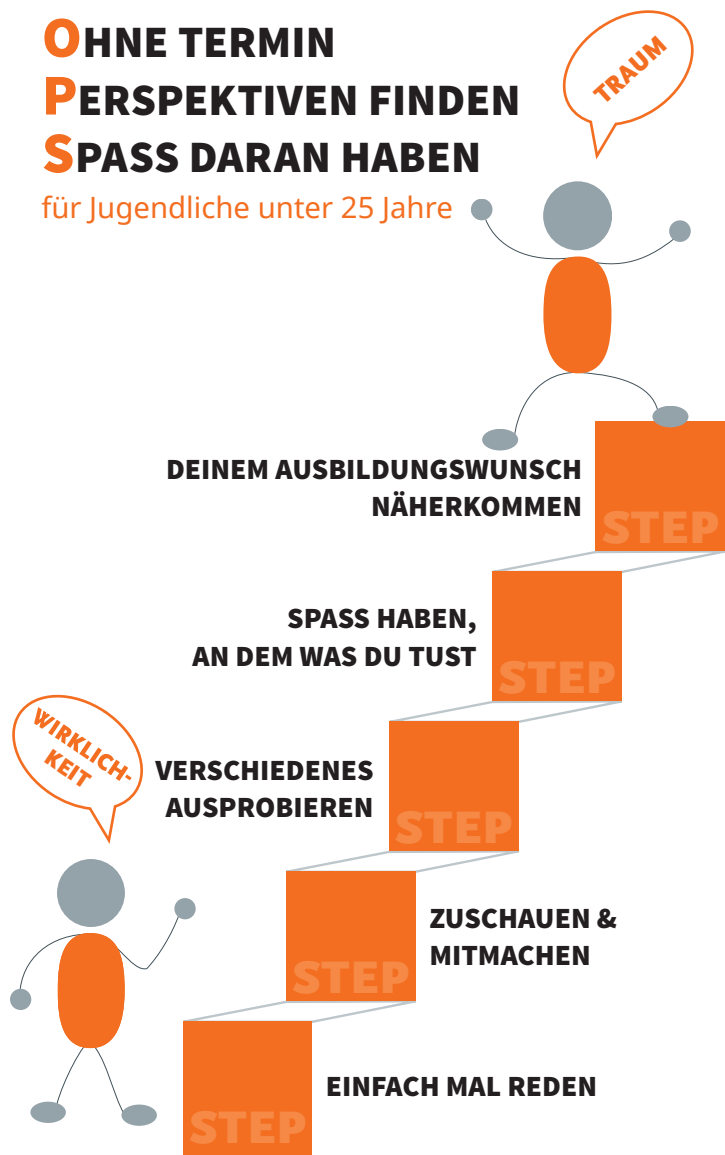 OHNE TERMIN
PERSPEKTIVEN FINDEN
SPASS DARAN HABEN
für Jugendliche unter 25 Jahre
TRAUM
DEINEM AUSBILDUNGSWUNSCH
NÄHERKOMMEN
STEP
SPASS HABEN,
AN DEM WAS DU TUST
STEP
WIRKLICH-
KEIT
VERSCHIEDENES
AUSPROBIEREN
STEP
ZUSCHAUEN &
MITMACHEN
STEP
EINFACH MAL REDEN
STEP